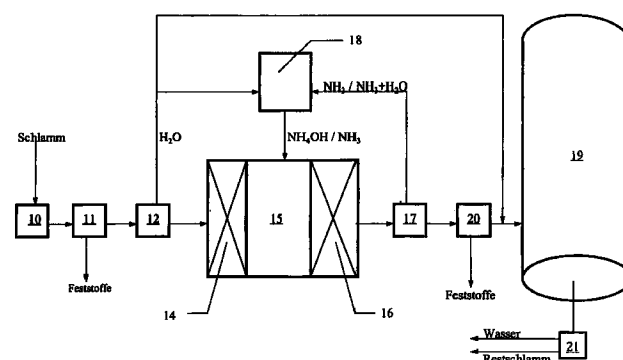 18
NH₃ / NH₃+H₂O
Schlamm
H₂O
NH₄OH / NH₃
19
10
11
12
15
17
20
Feststoffe
14
16
Feststoffe
Wasser
21
Restschlamm